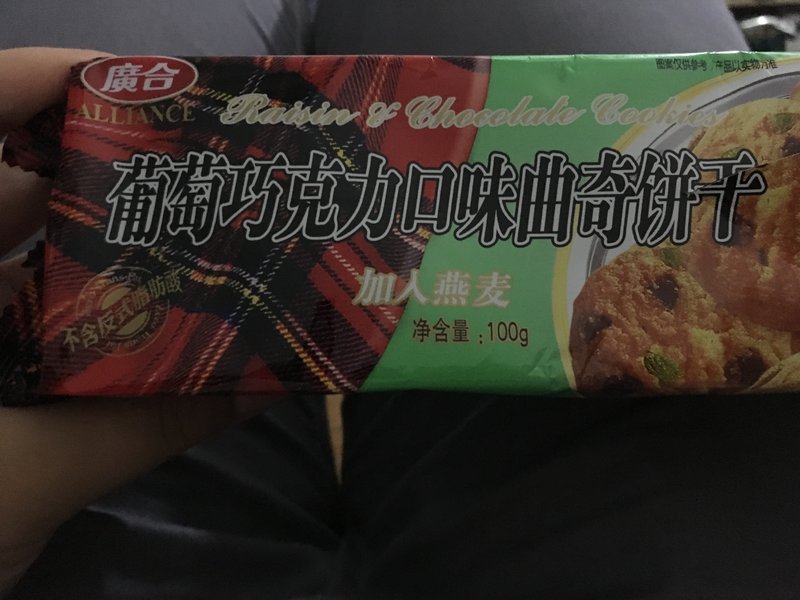 廣合
ALLIANCE
Raisin & Chocolate Cookies
图案仅供参考/产品以实物为准
葡萄巧克力口味曲奇饼干
加入燕麦
净含量:100g
不含反式脂肪酸